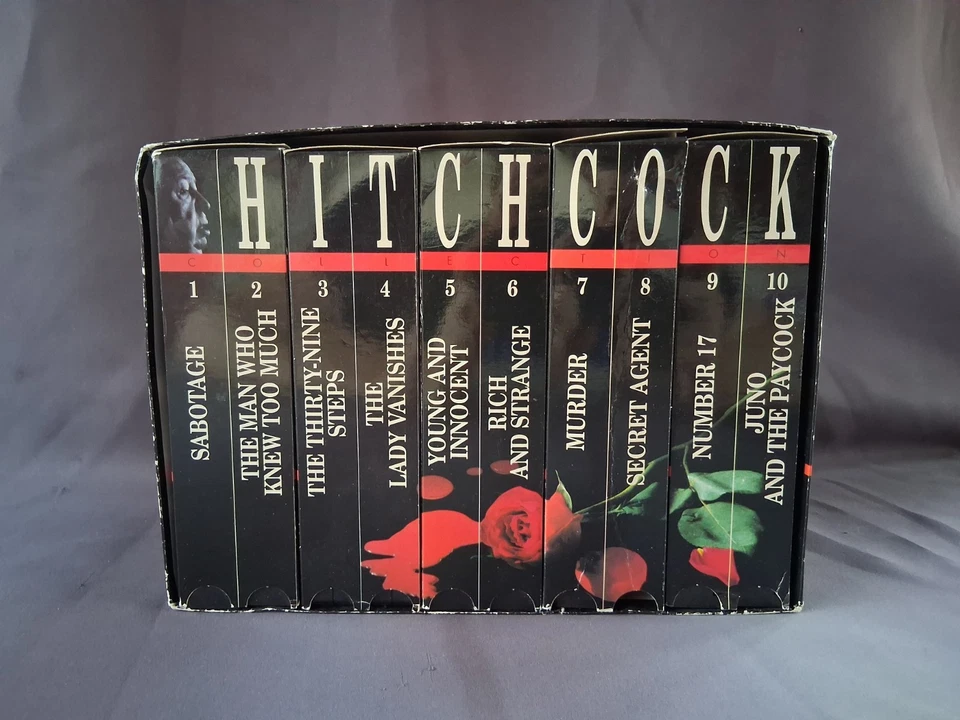 HITCHCOCK
COLLECTION
1
SABOTAGE
2
THE MAN WHO
KNEW TOO MUCH
3
THE THIRTY-NINE
STEPS
4
THE
LADY VANISHES
5
YOUNG AND
INNOCENT
6
RICH
AND STRANGE
7
MURDER
8
SECRET AGENT
9
NUMBER 17
10
JUNO
AND THE PAYCOCK